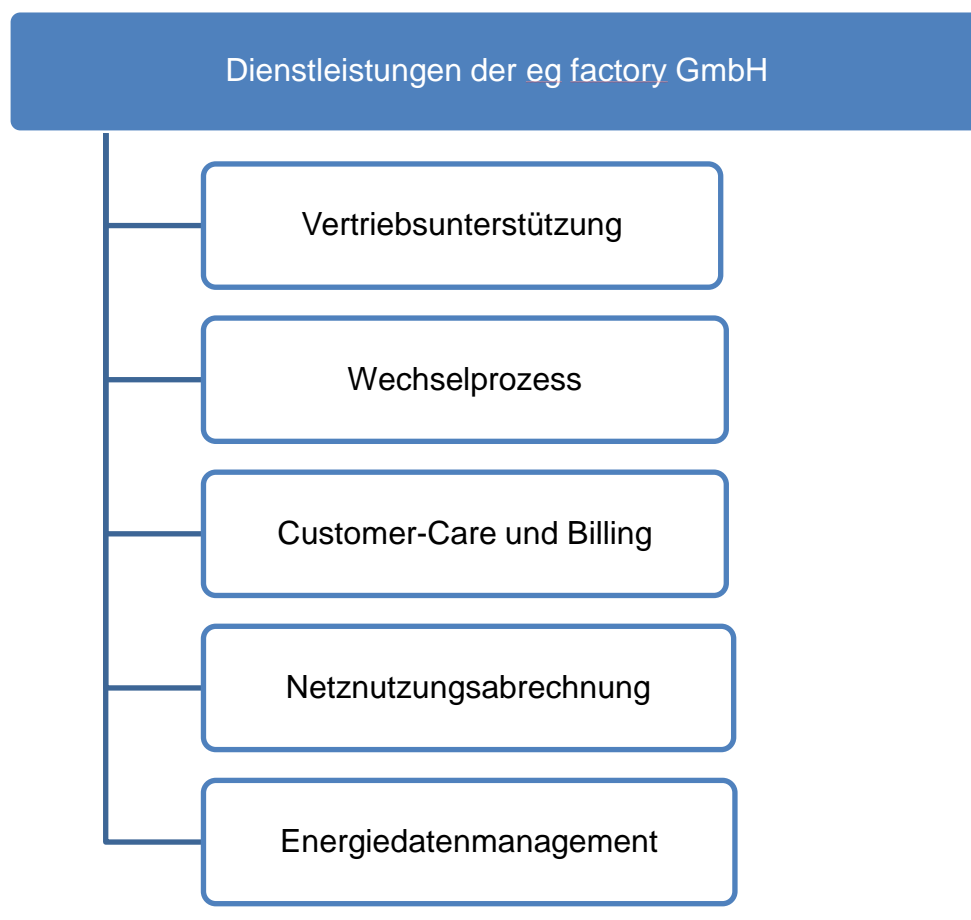 Dienstleistungen der eg factory GmbH
Vertriebsunterstützung
Wechselprozess
Customer-Care und Billing
Netznutzungsabrechnung
Energiedatenmanagement